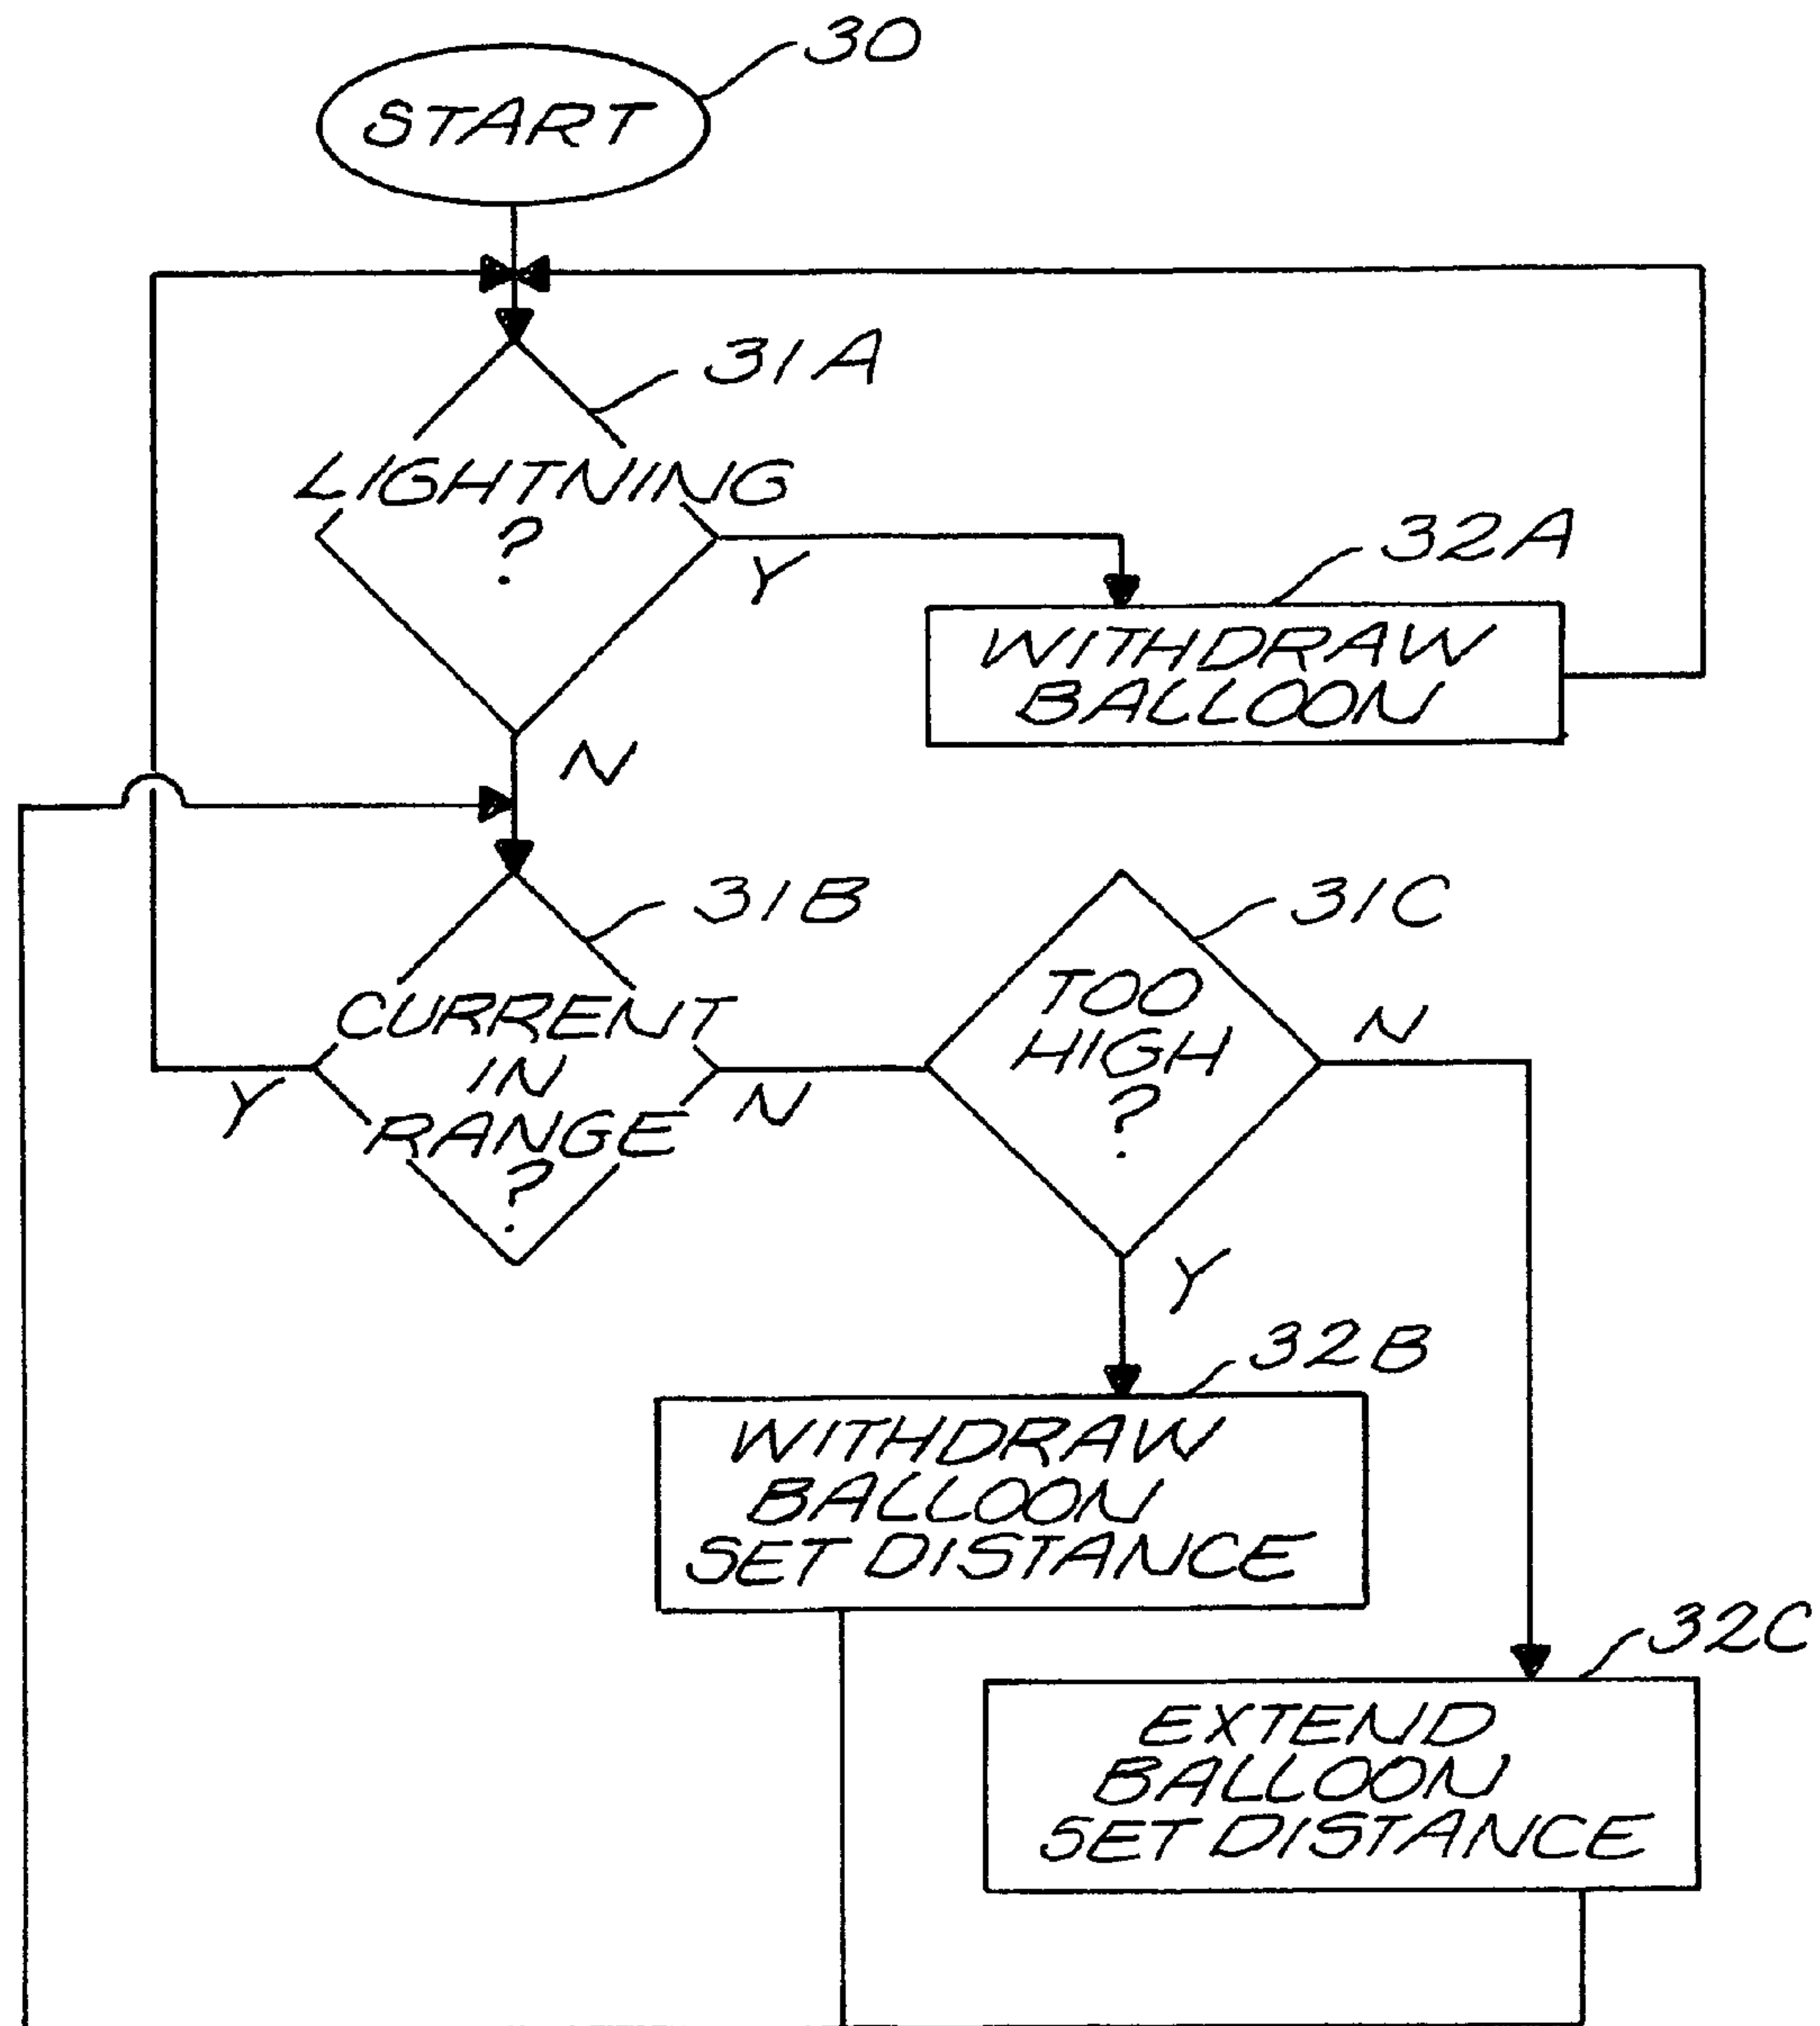 30
START
31A
LIGHTNING
?
Y
32A
WITHDRAW
BALLOON
N
31B
CURRENT
IN
RANGE
?
Y
N
31C
TOO
HIGH
?
N
Y
32B
WITHDRAW
BALLOON
SET DISTANCE
32C
EXTEND
BALLOON
SET DISTANCE